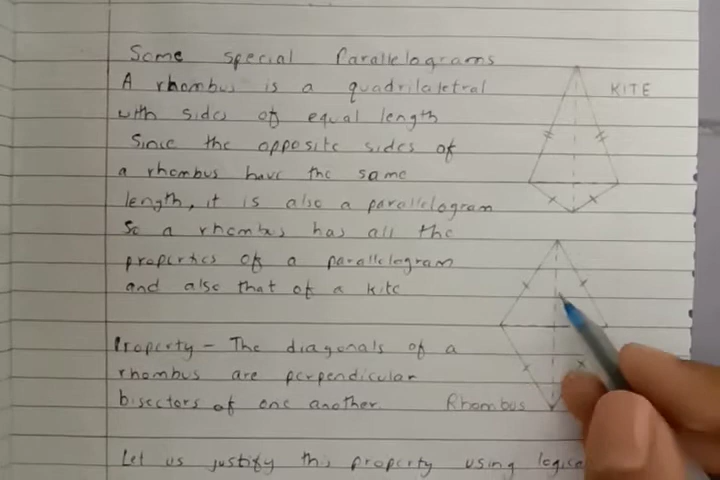 Some special Parallelograms
A rhombus is a quadrilatetral
with sides of equal length
Since the opposite sides of
a rhombus have the same
length, it is also a parallelogram
So a rhombus has all the
properties of a parallelogram
and also that of a kite
Property - The diagonals of a
rhombus are perpendicular
bisectors of one another.
Let us justify this property using
KITE
Rhombus